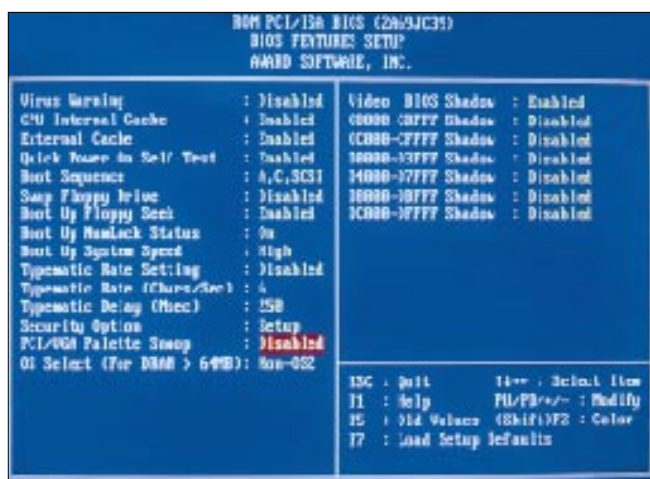 ROM PCI/ISA BIOS (2A69JC39)
BIOS FEATURES SETUP
AWARD SOFTWARE, INC.
Virus Warning : Disabled
CPU Internal Cache : Enabled
External Cache : Enabled
Quick Power On Self Test : Enabled
Boot Sequence : A,C,SCSI
Swap Floppy Drive : Disabled
Boot Up Floppy Seek : Enabled
Boot Up NumLock Status : On
Boot Up System Speed : High
Typematic Rate Setting : Disabled
Typematic Rate (Chars/Sec) : 6
Typematic Delay (Msec) : 250
Security Option : Setup
PCI/VGA Palette Snoop : Disabled
OS Select (For DRAM > 64MB): Non-OS2
Video BIOS Shadow : Enabled
C8000-CBFFF Shadow : Disabled
CC000-CFFFF Shadow : Disabled
D0000-D3FFF Shadow : Disabled
D4000-D7FFF Shadow : Disabled
D8000-DBFFF Shadow : Disabled
DC000-DFFFF Shadow : Disabled
ESC : Quit : Select Item
F1 : Help PU/PD/+/- : Modify
F5 : Old Values (Shift)F2 : Color
F7 : Load Setup Defaults